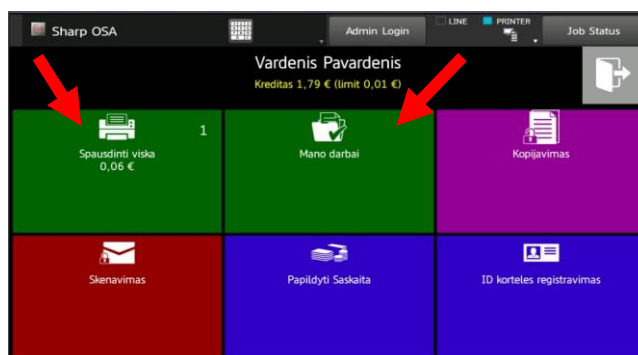 Sharp OSA
Admin Login
LINE
PRINTER
Job Status
Vardenis Pavardenis
Kreditas 1,79 € (limit 0,01 €)
1
Spausdinti viska
0,06 €
Mano darbai
Kopijavimas
Skenavimas
Papildyti Saskaita
ID korteles registravimas